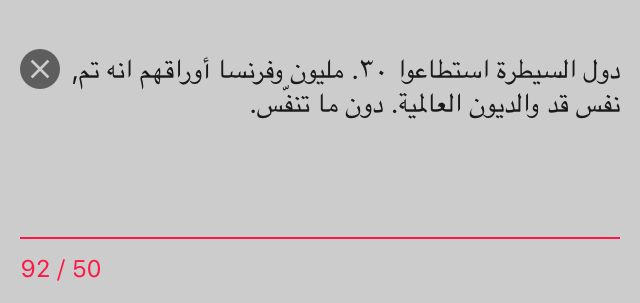 دول السيطرة استطاعوا ٣٠. مليون وفرنسا أوراقهم انه تم,
نفس قد والديون العالمية. دون ما تنفّس.
92 / 50